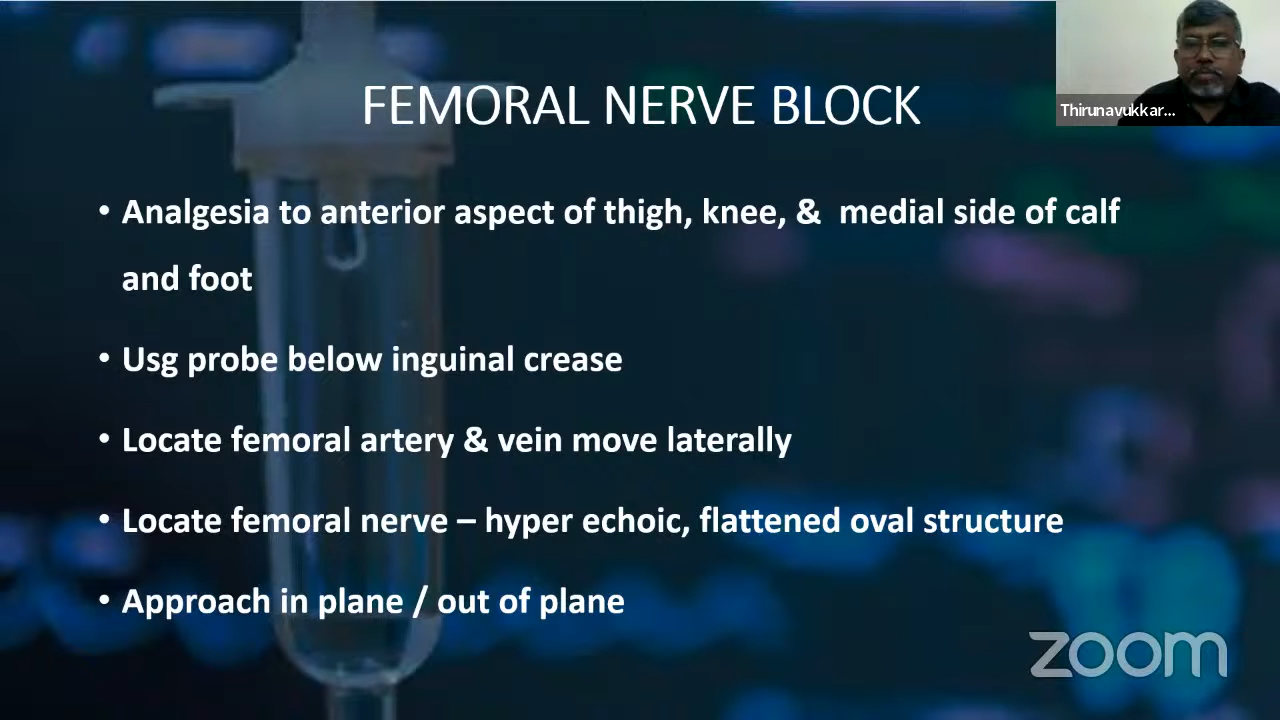 FEMORAL NERVE BLOCK
Thirunavukkar...
• Analgesia to anterior aspect of thigh, knee, & medial side of calf
and foot
• Usg probe below inguinal crease
• Locate femoral artery & vein move laterally
• Locate femoral nerve – hyper echoic, flattened oval structure
• Approach in plane / out of plane
zoom